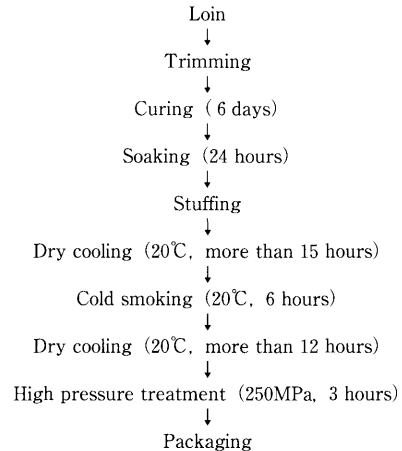 Loin
↓
Trimming
↓
Curing ( 6 days)
↓
Soaking (24 hours)
↓
Stuffing
↓
Dry cooling (20℃, more than 15 hours)
↓
Cold smoking (20℃, 6 hours)
↓
Dry cooling (20℃, more than 12 hours)
↓
High pressure treatment (250MPa, 3 hours)
↓
Packaging